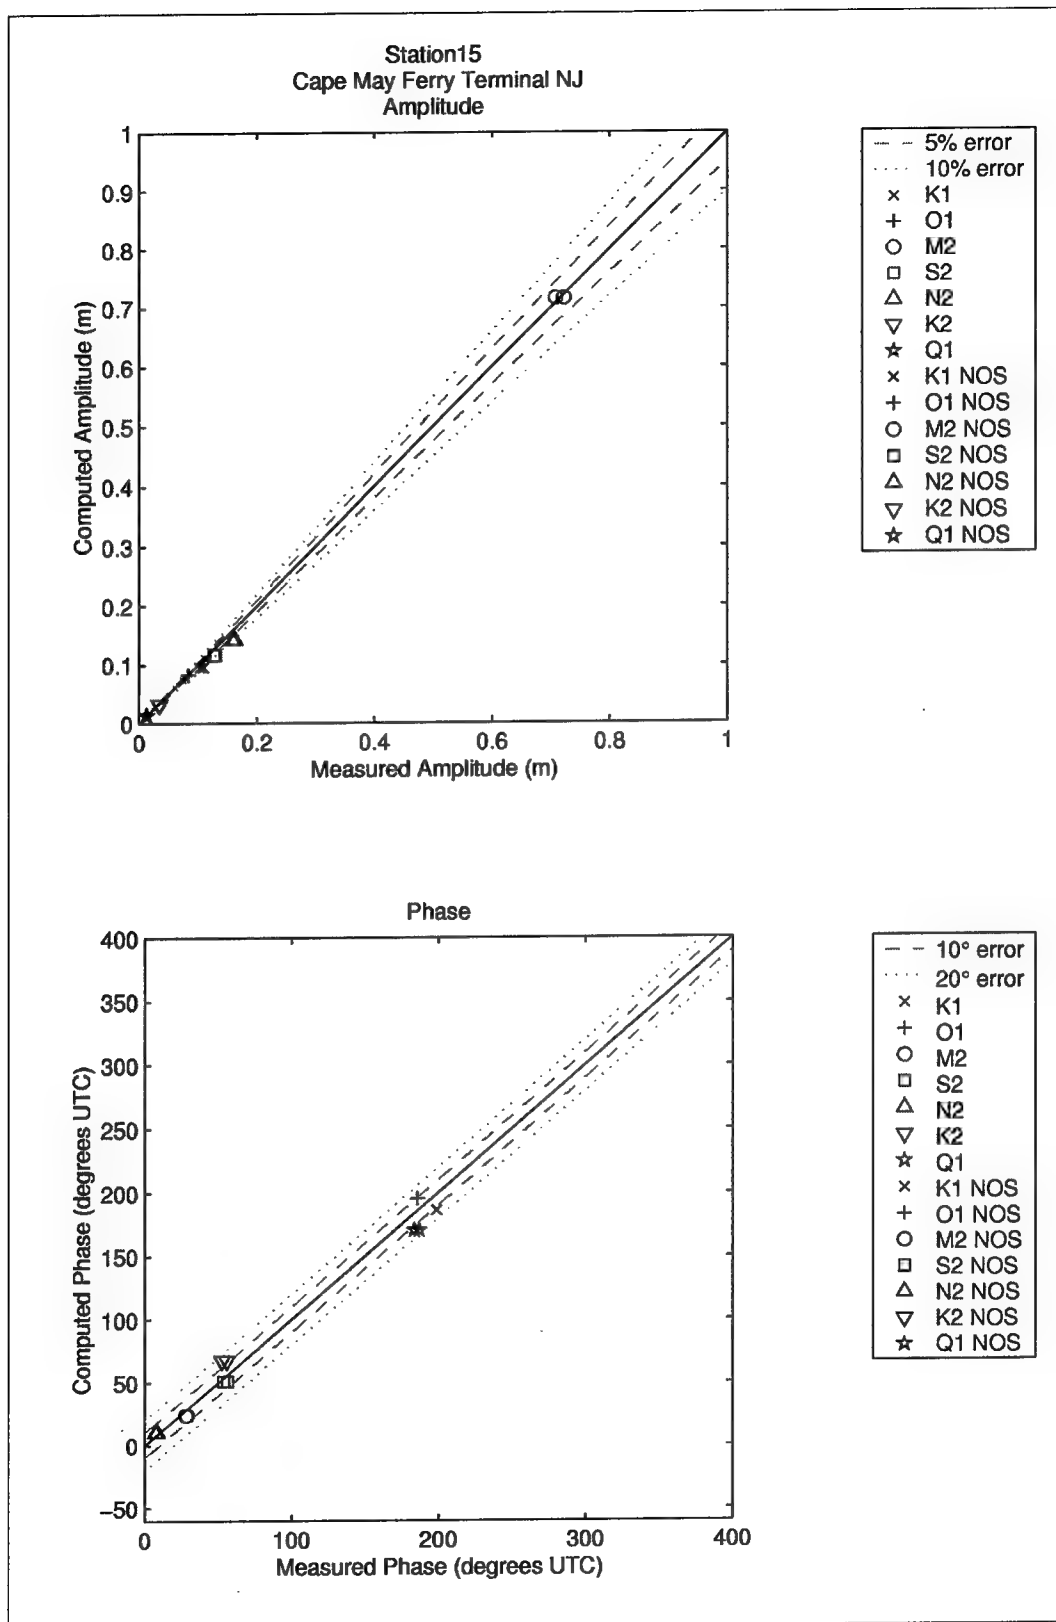 Station15
Cape May Ferry Terminal NJ
Amplitude
1
0.9
0.8
0.7
0.6
0.5
0.4
0.3
0.2
0.1
0
Computed Amplitude (m)
0
0.2
0.4
0.6
0.8
1
Measured Amplitude (m)
5% error
10% error
K1
O1
M2
S2
N2
K2
Q1
K1 NOS
O1 NOS
M2 NOS
S2 NOS
N2 NOS
K2 NOS
Q1 NOS
Phase
400
350
300
250
200
150
100
50
0
−50
Computed Phase (degrees UTC)
0
100
200
300
400
Measured Phase (degrees UTC)
10° error
20° error
K1
O1
M2
S2
N2
K2
Q1
K1 NOS
O1 NOS
M2 NOS
S2 NOS
N2 NOS
K2 NOS
Q1 NOS